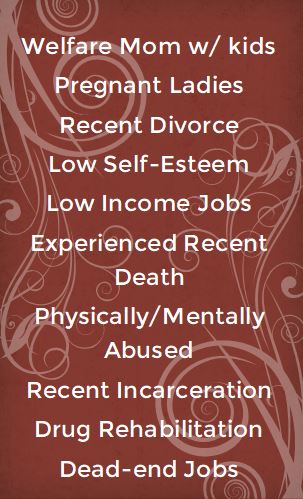 Welfare Mom w/ kids
Pregnant Ladies
Recent Divorce
Low Self-Esteem
Low Income Jobs
Experienced Recent
Death
Physically/Mentally
Abused
Recent Incarceration
Drug Rehabilitation
Dead-end Jobs